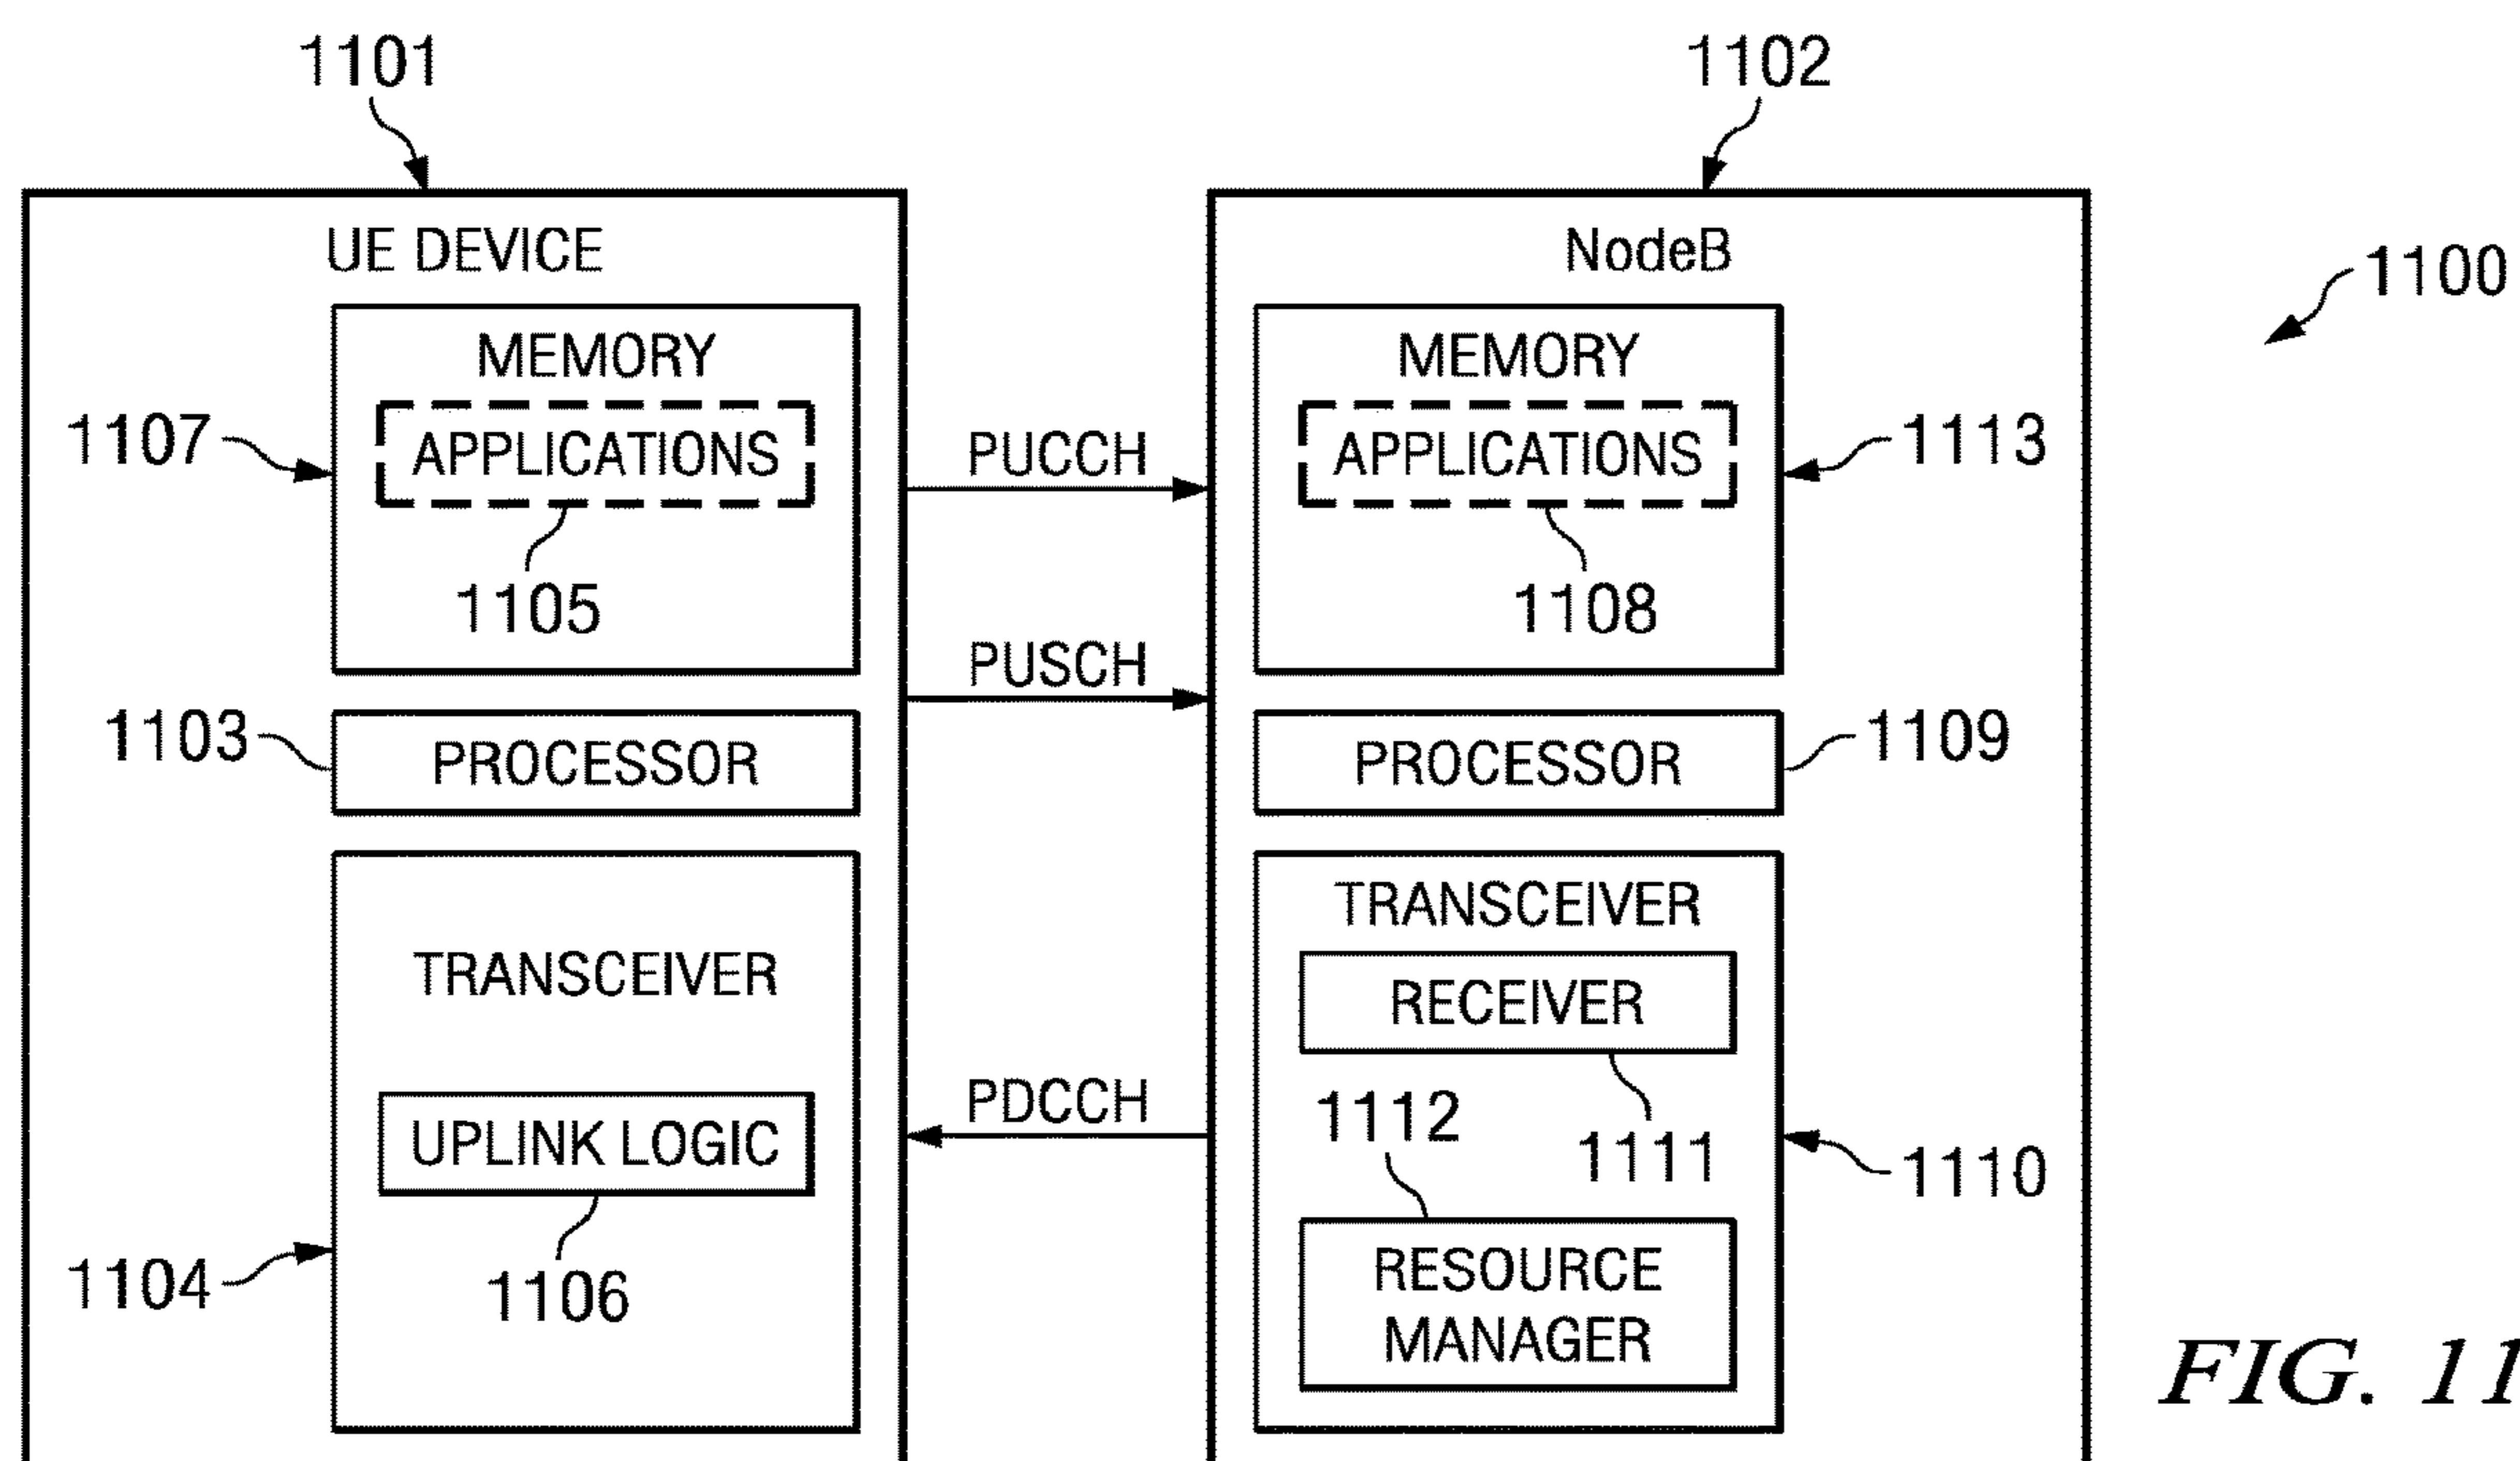 1101
1102
UE DEVICE
NodeB
1100
MEMORY
MEMORY
1107
APPLICATIONS
PUCCH
APPLICATIONS
1113
1105
1108
PUSCH
1103
PROCESSOR
PROCESSOR
1109
TRANSCEIVER
TRANSCEIVER
RECEIVER
UPLINK LOGIC
PDCCH
1112
1111
1110
1104
1106
RESOURCE
MANAGER
FIG. 11